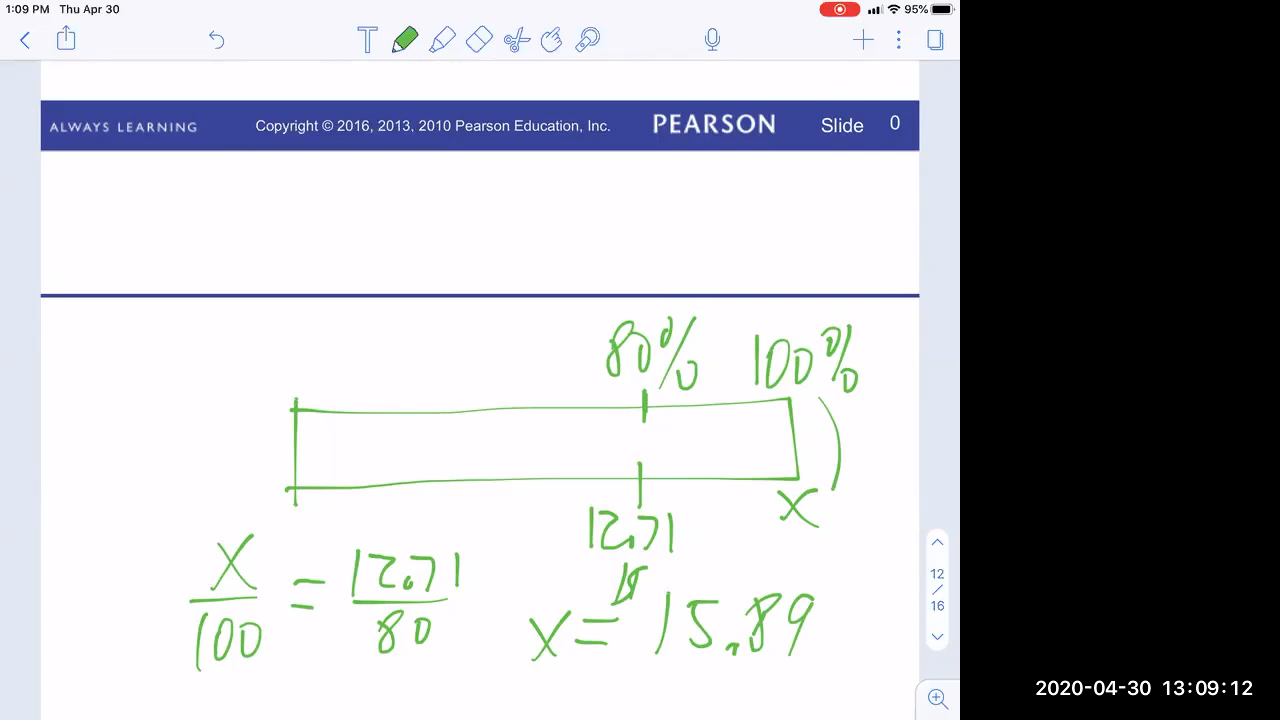 1:09 PM Thu Apr 30
95%
T
ALWAYS LEARNING Copyright © 2016, 2013, 2010 Pearson Education, Inc. PEARSON Slide 0
80% 100%
12.71 x
x/100 = 12.71/80
x = 15.89
12
/
16
2020-04-30 13:09:12